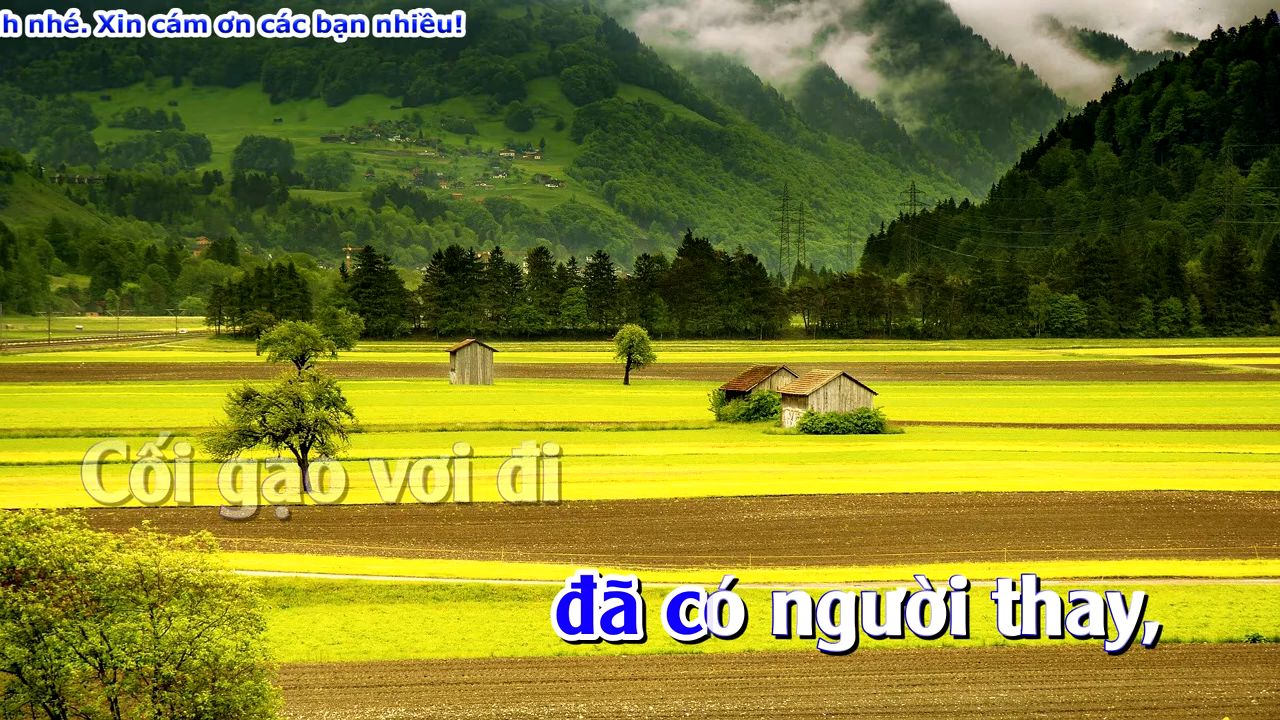 h nhé. Xin cám ơn các bạn nhiều!
Cối gạo vơi đi
đã có người thay,